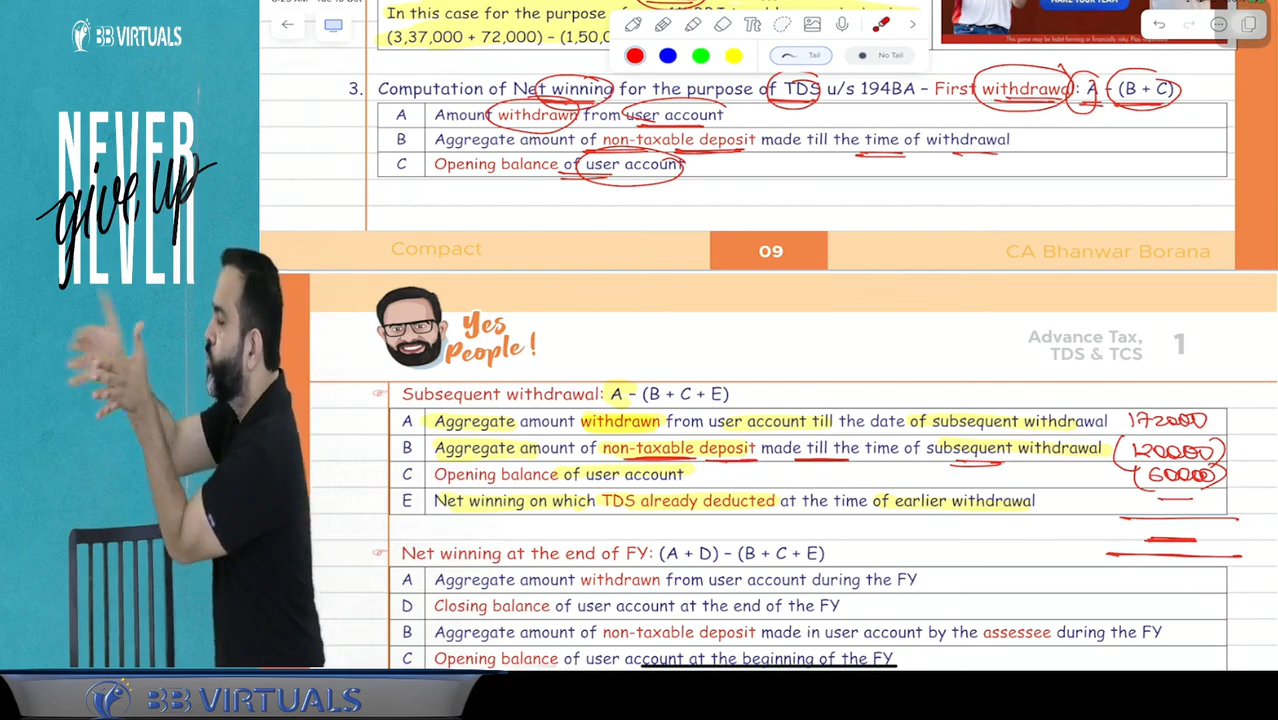 BB VIRTUALS
NEVER
give up
NEVER
In this case for the purpose
(3,37,000 + 72,000) – (1,50,0
Tt
Tail
No Tail
MAKE YOUR TEAM
3. Computation of Net winning for the purpose of TDS u/s 194BA – First withdrawal: A – (B + C)
A Amount withdrawn from user account
B Aggregate amount of non-taxable deposit made till the time of withdrawal
C Opening balance of user account
Compact 09 CA Bhanwar Borana
Yes People!
Advance Tax,
TDS & TCS 1
Subsequent withdrawal: A – (B + C + E)
A Aggregate amount withdrawn from user account till the date of subsequent withdrawal 172000
B Aggregate amount of non-taxable deposit made till the time of subsequent withdrawal 120000
C Opening balance of user account 60000
E Net winning on which TDS already deducted at the time of earlier withdrawal
Net winning at the end of FY: (A + D) – (B + C + E)
A Aggregate amount withdrawn from user account during the FY
D Closing balance of user account at the end of the FY
B Aggregate amount of non-taxable deposit made in user account by the assessee during the FY
C Opening balance of user account at the beginning of the FY
BB VIRTUALS